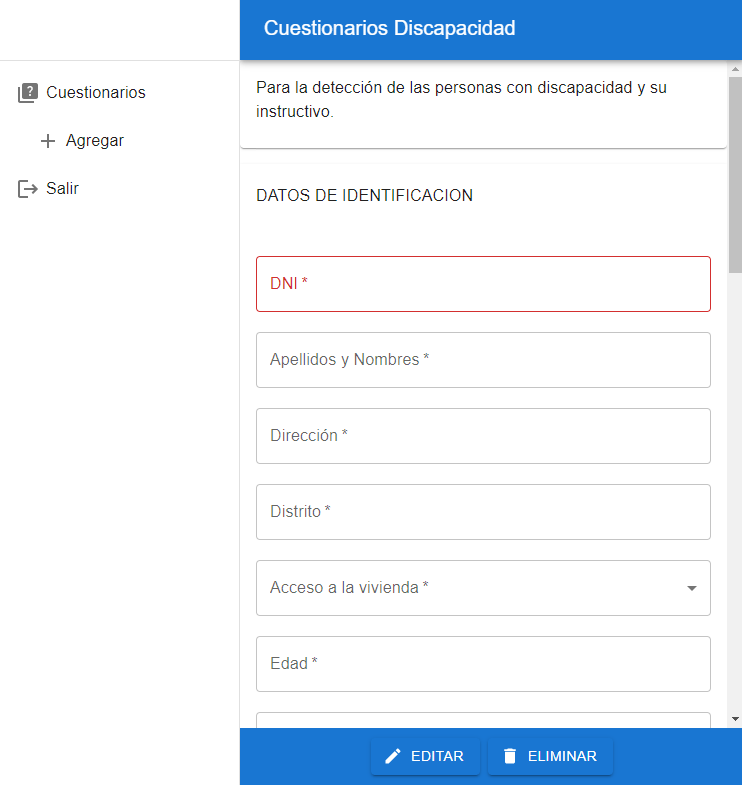 Cuestionarios Discapacidad
Cuestionarios
Agregar
Salir
Para la detección de las personas con discapacidad y su
instructivo.
DATOS DE IDENTIFICACION
DNI *
Apellidos y Nombres *
Dirección *
Distrito *
Acceso a la vivienda *
Edad *
EDITAR
ELIMINAR